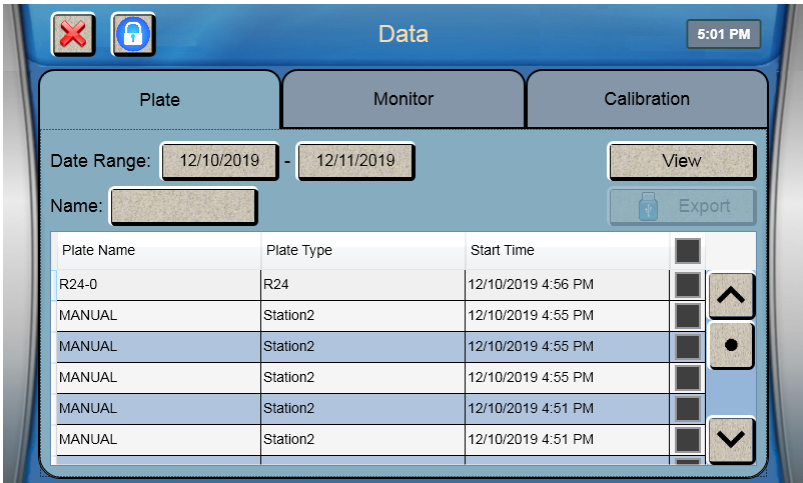 Data
5:01 PM
Plate Monitor Calibration
Date Range: 12/10/2019 - 12/11/2019 View
Name: Export
Plate Name Plate Type Start Time
R24-0 R24 12/10/2019 4:56 PM
MANUAL Station2 12/10/2019 4:55 PM
MANUAL Station2 12/10/2019 4:55 PM
MANUAL Station2 12/10/2019 4:55 PM
MANUAL Station2 12/10/2019 4:51 PM
MANUAL Station2 12/10/2019 4:51 PM